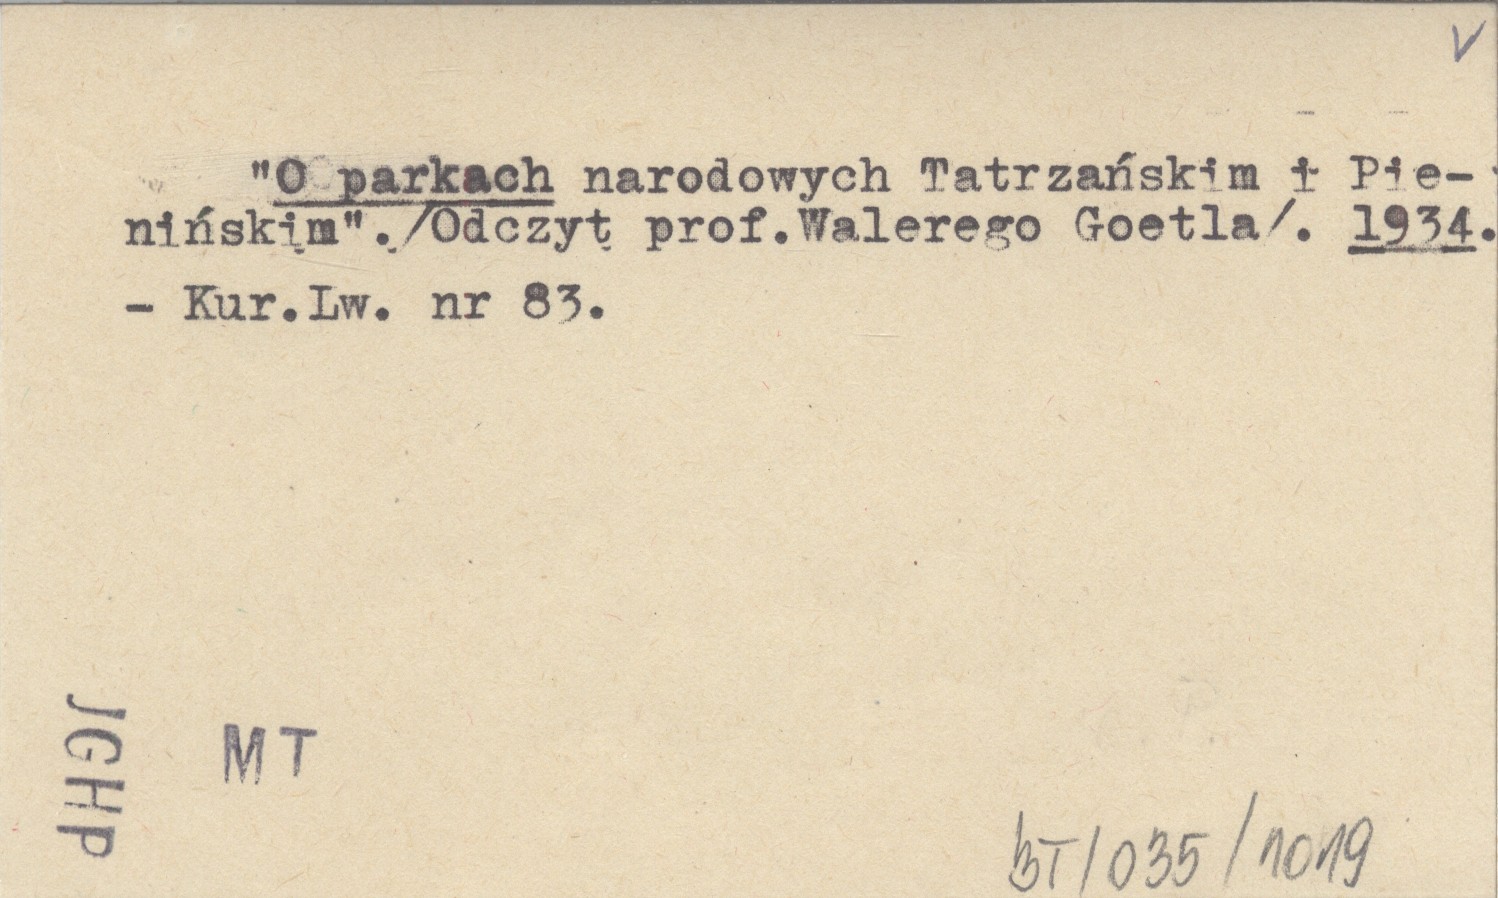 V
"O parkach narodowych Tatrzańskim i Pie-
nińskim"./Odczyt prof.Walerego Goetla/. 1934.
- Kur.Lw. nr 83.
JGHP
MT
BT/035/1019